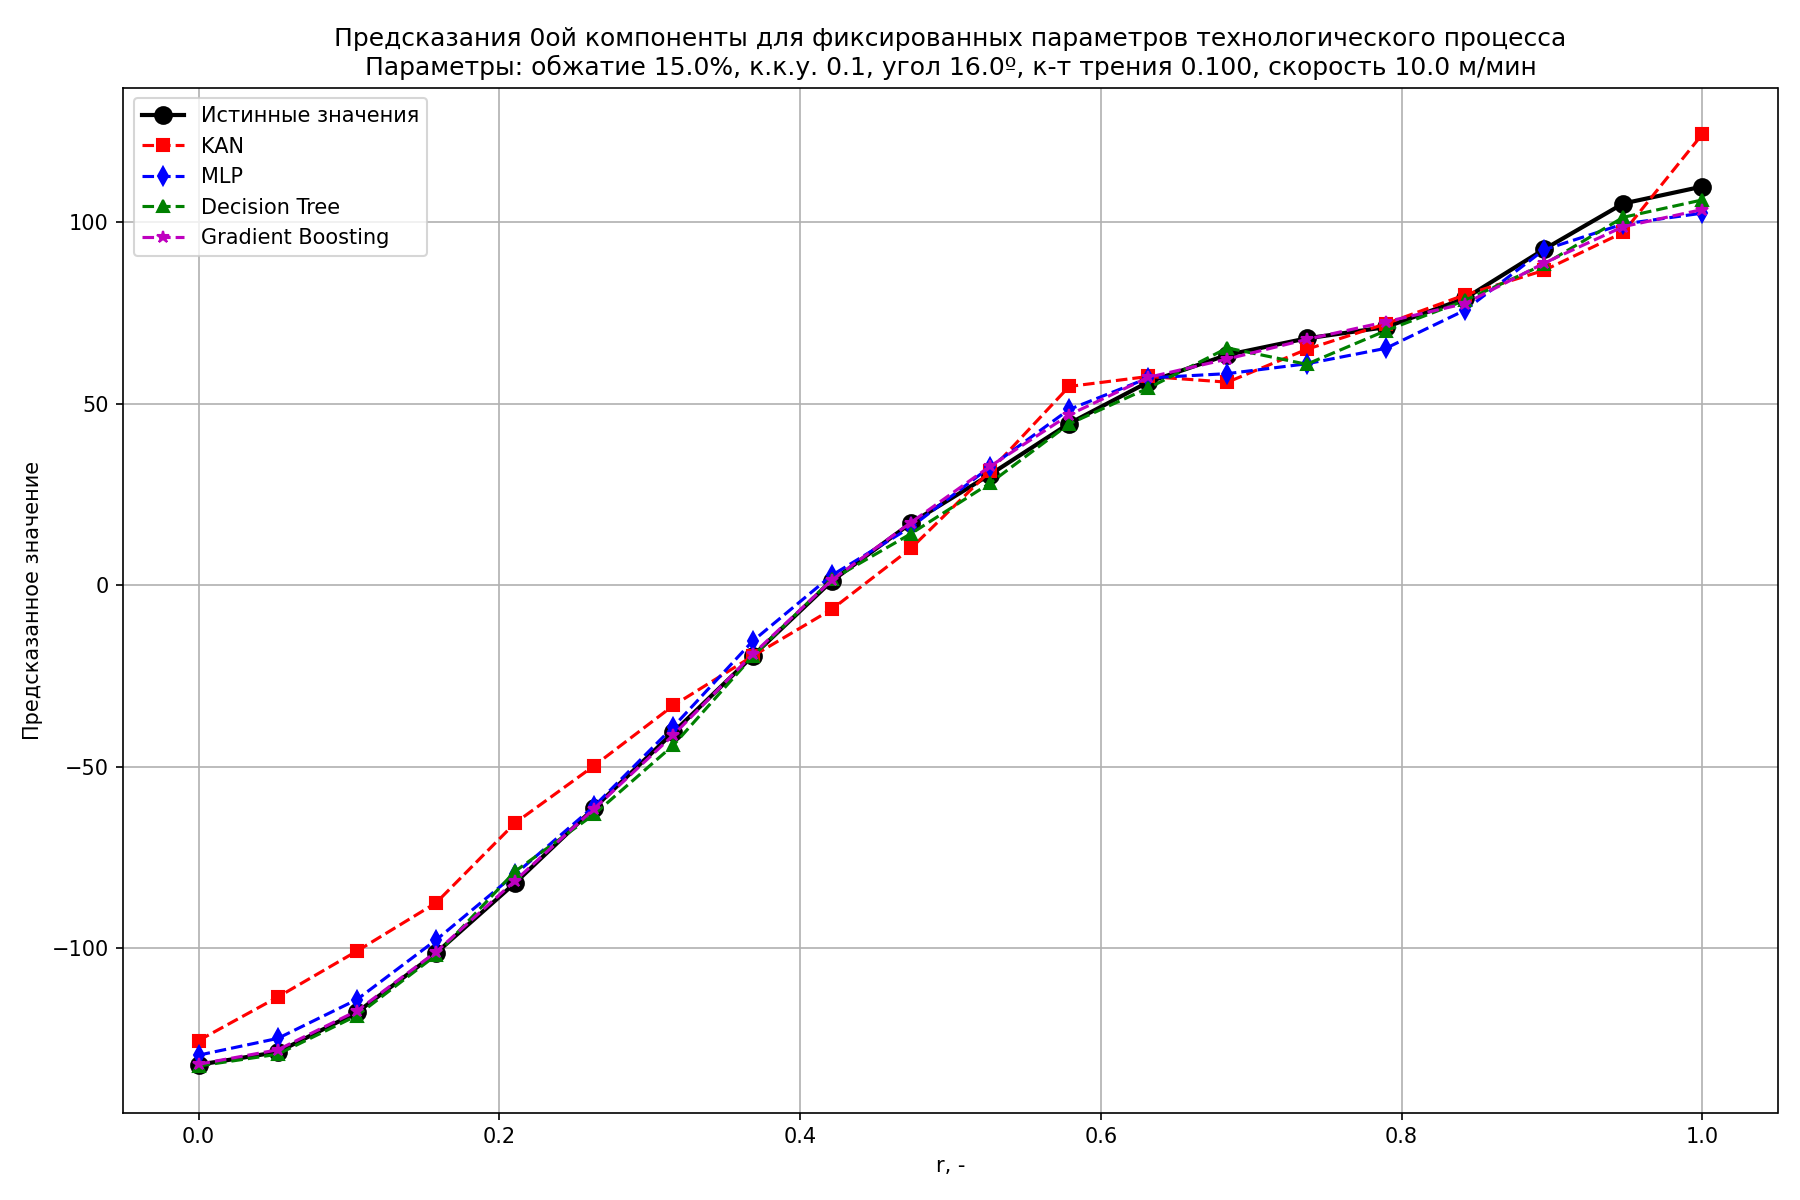 Предсказания 0ой компоненты для фиксированных параметров технологического процесса
Параметры: обжатие 15.0%, к.к.у. 0.1, угол 16.0º, к-т трения 0.100, скорость 10.0 м/мин
Истинные значения
KAN
MLP
Decision Tree
Gradient Boosting
Предсказанное значение
100
50
0
−50
−100
0.0
0.2
0.4
0.6
0.8
1.0
r, -